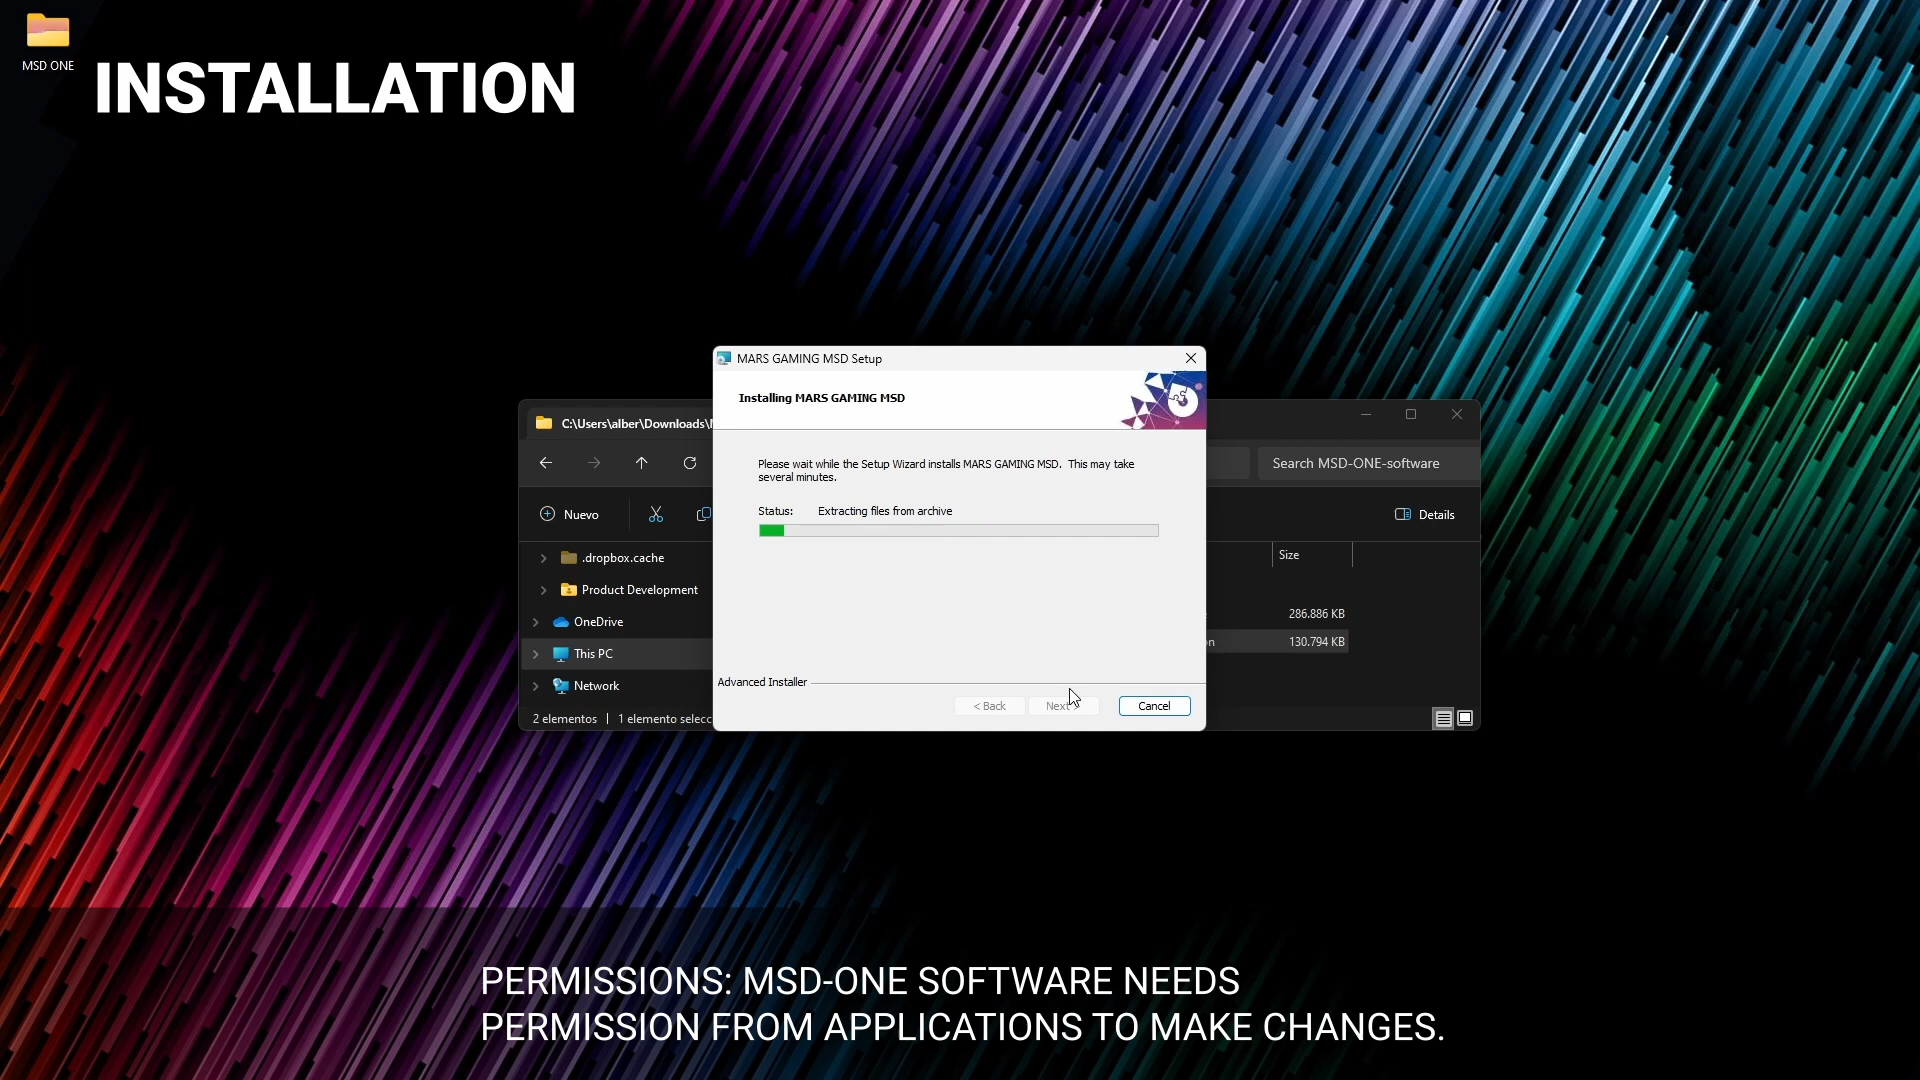 MSD ONE
INSTALLATION
MARS GAMING MSD Setup
Installing MARS GAMING MSD
C:\Users\alber\Downloads\
Search MSD-ONE-software
Please wait while the Setup Wizard installs MARS GAMING MSD. This may take
several minutes.
Status: Extracting files from archive
Nuevo
Details
.dropbox.cache
Size
Product Development
OneDrive
286.886 KB
This PC
130.794 KB
Network
Advanced Installer
< Back
Next >
Cancel
2 elementos
1 elemento selecc
PERMISSIONS: MSD-ONE SOFTWARE NEEDS
PERMISSION FROM APPLICATIONS TO MAKE CHANGES.